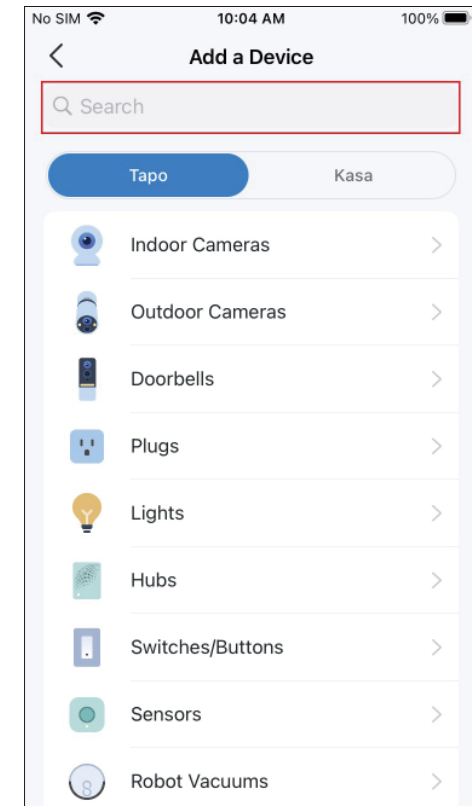 No SIM 10:04 AM 100%
Add a Device
Search
Tapo Kasa
Indoor Cameras
Outdoor Cameras
Doorbells
Plugs
Lights
Hubs
Switches/Buttons
Sensors
Robot Vacuums